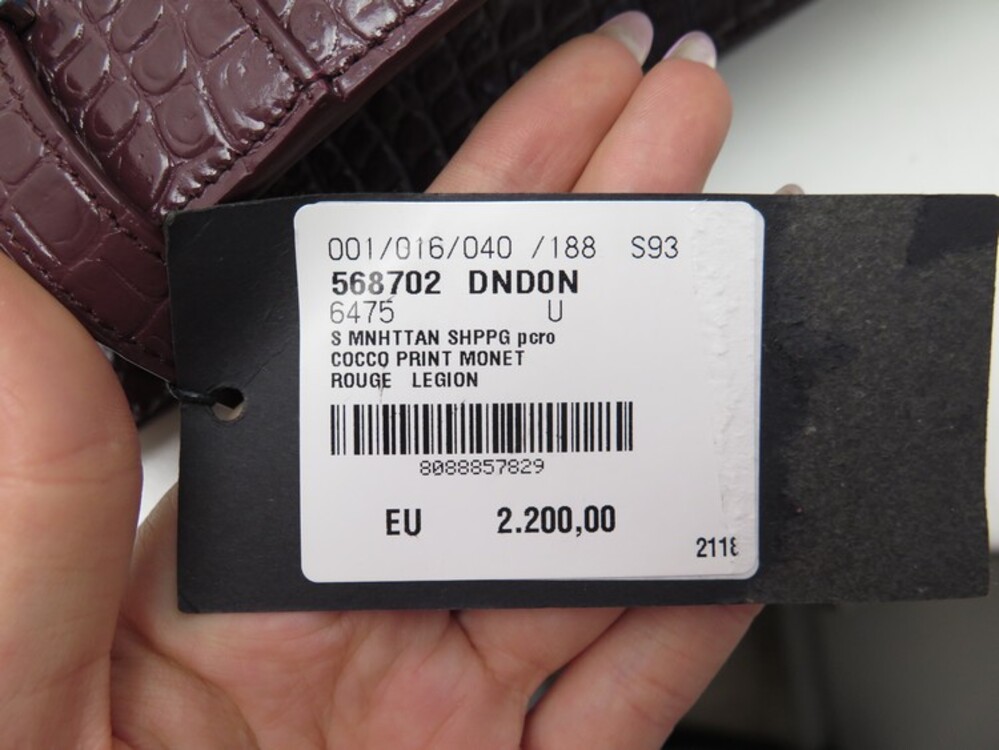 001/016/040 /188 S93
568702 DND0N
6475 U
S MNHTTAN SHPPG pcro
COCCO PRINT MONET
ROUGE LEGION
8088857829
EU 2.200,00
2118